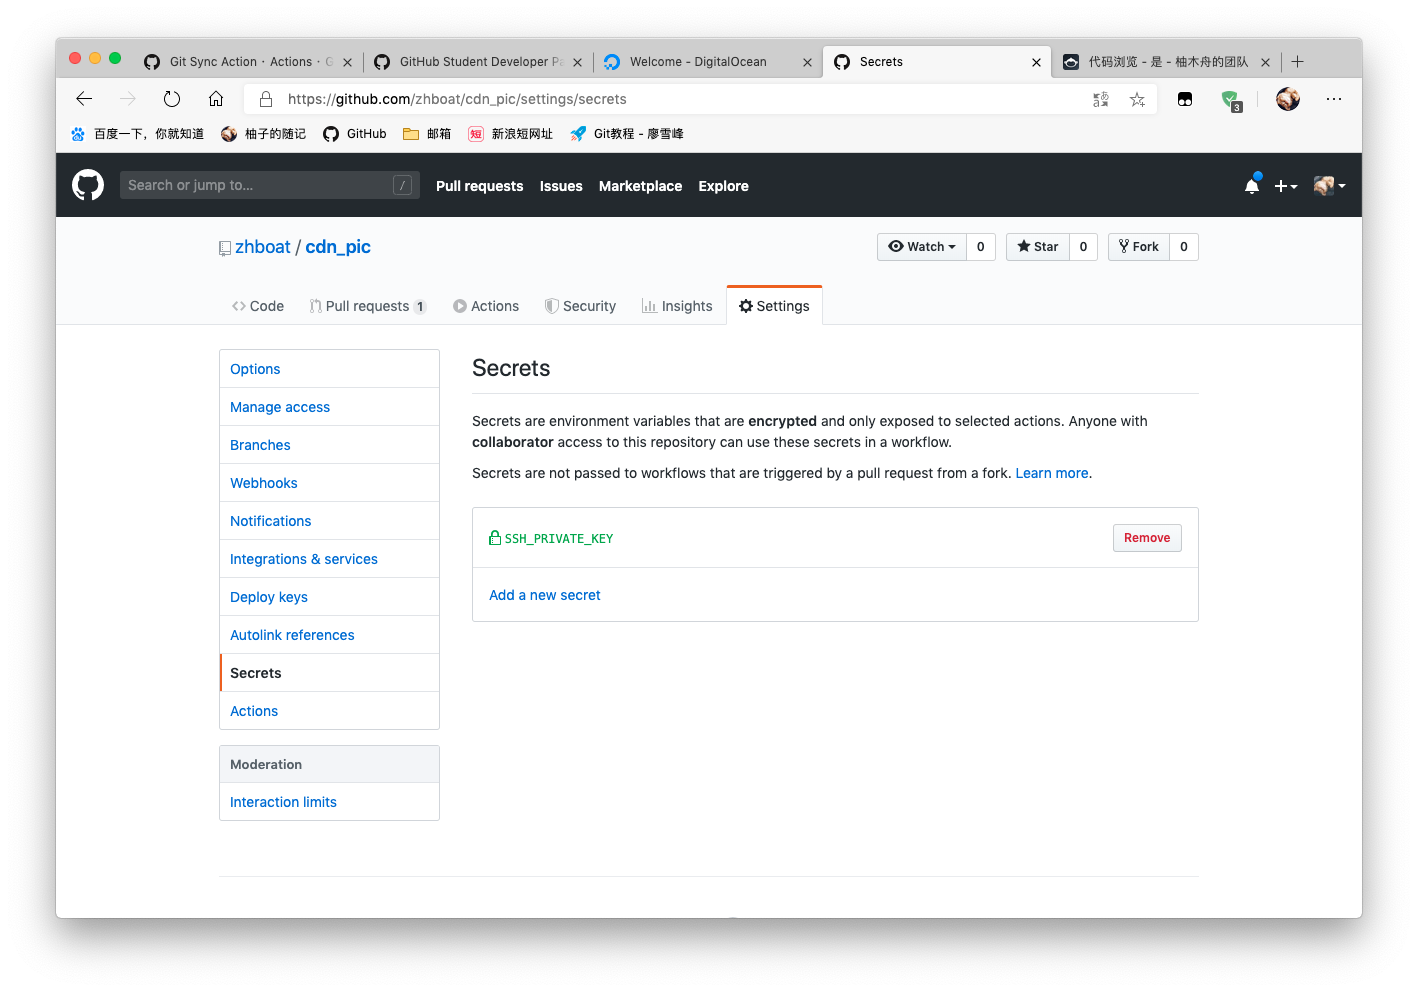 Git Sync Action · Actions · G
GitHub Student Developer Pa
Welcome - DigitalOcean
Secrets
代码浏览 - 是 - 柚木舟的团队
https://github.com/zhboat/cdn_pic/settings/secrets
3
百度一下，你就知道
柚子的随记
GitHub
邮箱
短
新浪短网址
Git教程 - 廖雪峰
Search or jump to...
/
Pull requests
Issues
Marketplace
Explore
zhboat / cdn_pic
Watch
0
Star
0
Fork
0
Code
Pull requests 1
Actions
Security
Insights
Settings
Options
Manage access
Branches
Webhooks
Notifications
Integrations & services
Deploy keys
Autolink references
Secrets
Actions
Moderation
Interaction limits
Secrets
Secrets are environment variables that are encrypted and only exposed to selected actions. Anyone with
collaborator access to this repository can use these secrets in a workflow.
Secrets are not passed to workflows that are triggered by a pull request from a fork. Learn more.
SSH_PRIVATE_KEY
Remove
Add a new secret